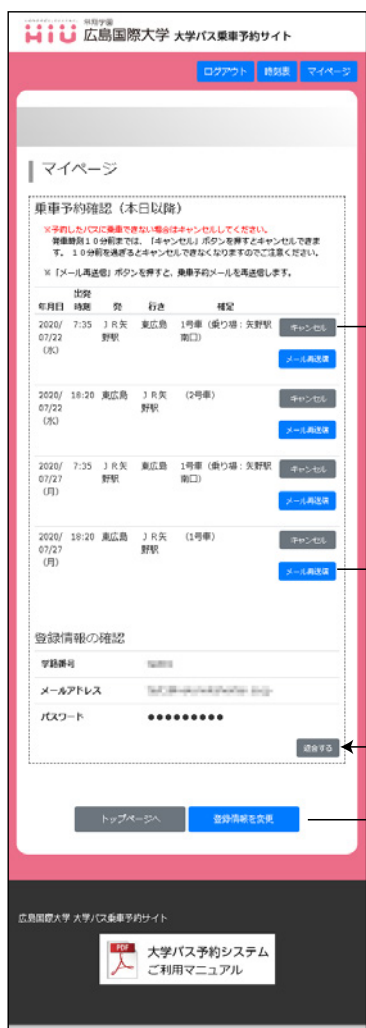 HiU 広島国際大学 大学バス乗車予約サイト
ログアウト 時刻表 マイページ
マイページ
乗車予約確認（本日以降）
※予約したバスに乗車できない場合はキャンセルしてください。
発車時刻１０分前までは、「キャンセル」ボタンを押すとキャンセルできま
す。１０分前を過ぎるとキャンセルできなくなりますのでご注意ください。
※「メール再送信」ボタンを押すと、乗車予約メールを再送信します。
出発
年月日 時刻 発 行き 補足
2020/ 7:35 ＪＲ矢 東広島 1号車（乗り場：矢野駅 キャンセル
07/22 野駅 南口）
（水） メール再送信
2020/ 18:20 東広島 ＪＲ矢 （2号車） キャンセル
07/22 野駅
（水） メール再送信
2020/ 7:35 ＪＲ矢 東広島 1号車（乗り場：矢野駅 キャンセル
07/27 野駅 南口）
（月） メール再送信
2020/ 18:20 東広島 ＪＲ矢 （1号車） キャンセル
07/27 野駅
（月） メール再送信
登録情報の確認
学籍番号
メールアドレス
パスワード ●●●●●●●●●
退会する
トップページへ 登録情報を変更
広島国際大学 大学バス乗車予約サイト
PDF 大学バス予約システム
ご利用マニュアル